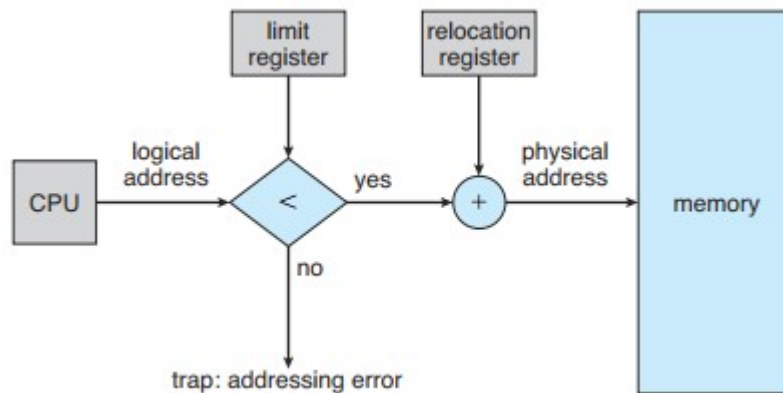 limit
register
relocation
register
logical
address
physical
address
CPU
<
yes
+
memory
no
trap: addressing error